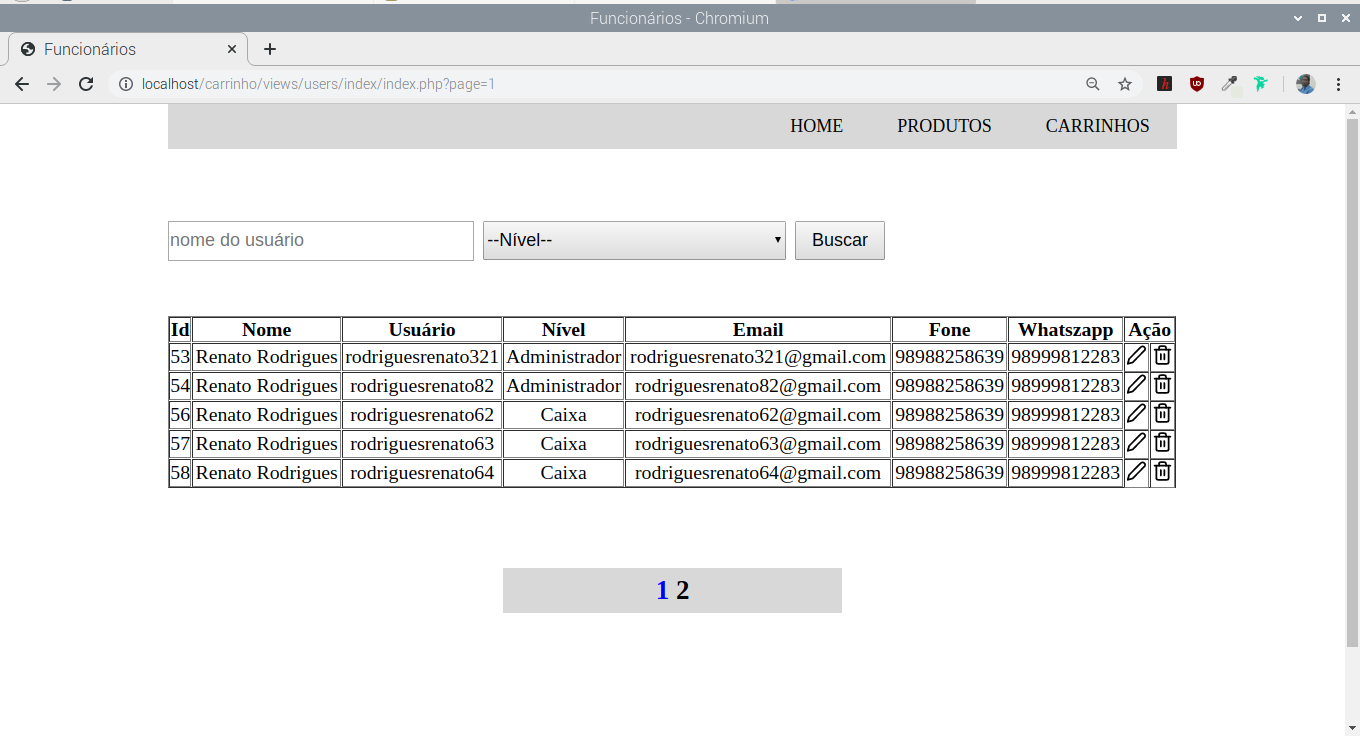 Funcionários - Chromium
Funcionários
localhost/carrinho/views/users/index/index.php?page=1
HOME PRODUTOS CARRINHOS
nome do usuário --Nível-- Buscar
Id Nome Usuário Nível Email Fone Whatszapp Ação
53 Renato Rodrigues rodriguesrenato321 Administrador rodriguesrenato321@gmail.com 98988258639 98999812283
54 Renato Rodrigues rodriguesrenato82 Administrador rodriguesrenato82@gmail.com 98988258639 98999812283
56 Renato Rodrigues rodriguesrenato62 Caixa rodriguesrenato62@gmail.com 98988258639 98999812283
57 Renato Rodrigues rodriguesrenato63 Caixa rodriguesrenato63@gmail.com 98988258639 98999812283
58 Renato Rodrigues rodriguesrenato64 Caixa rodriguesrenato64@gmail.com 98988258639 98999812283
1 2